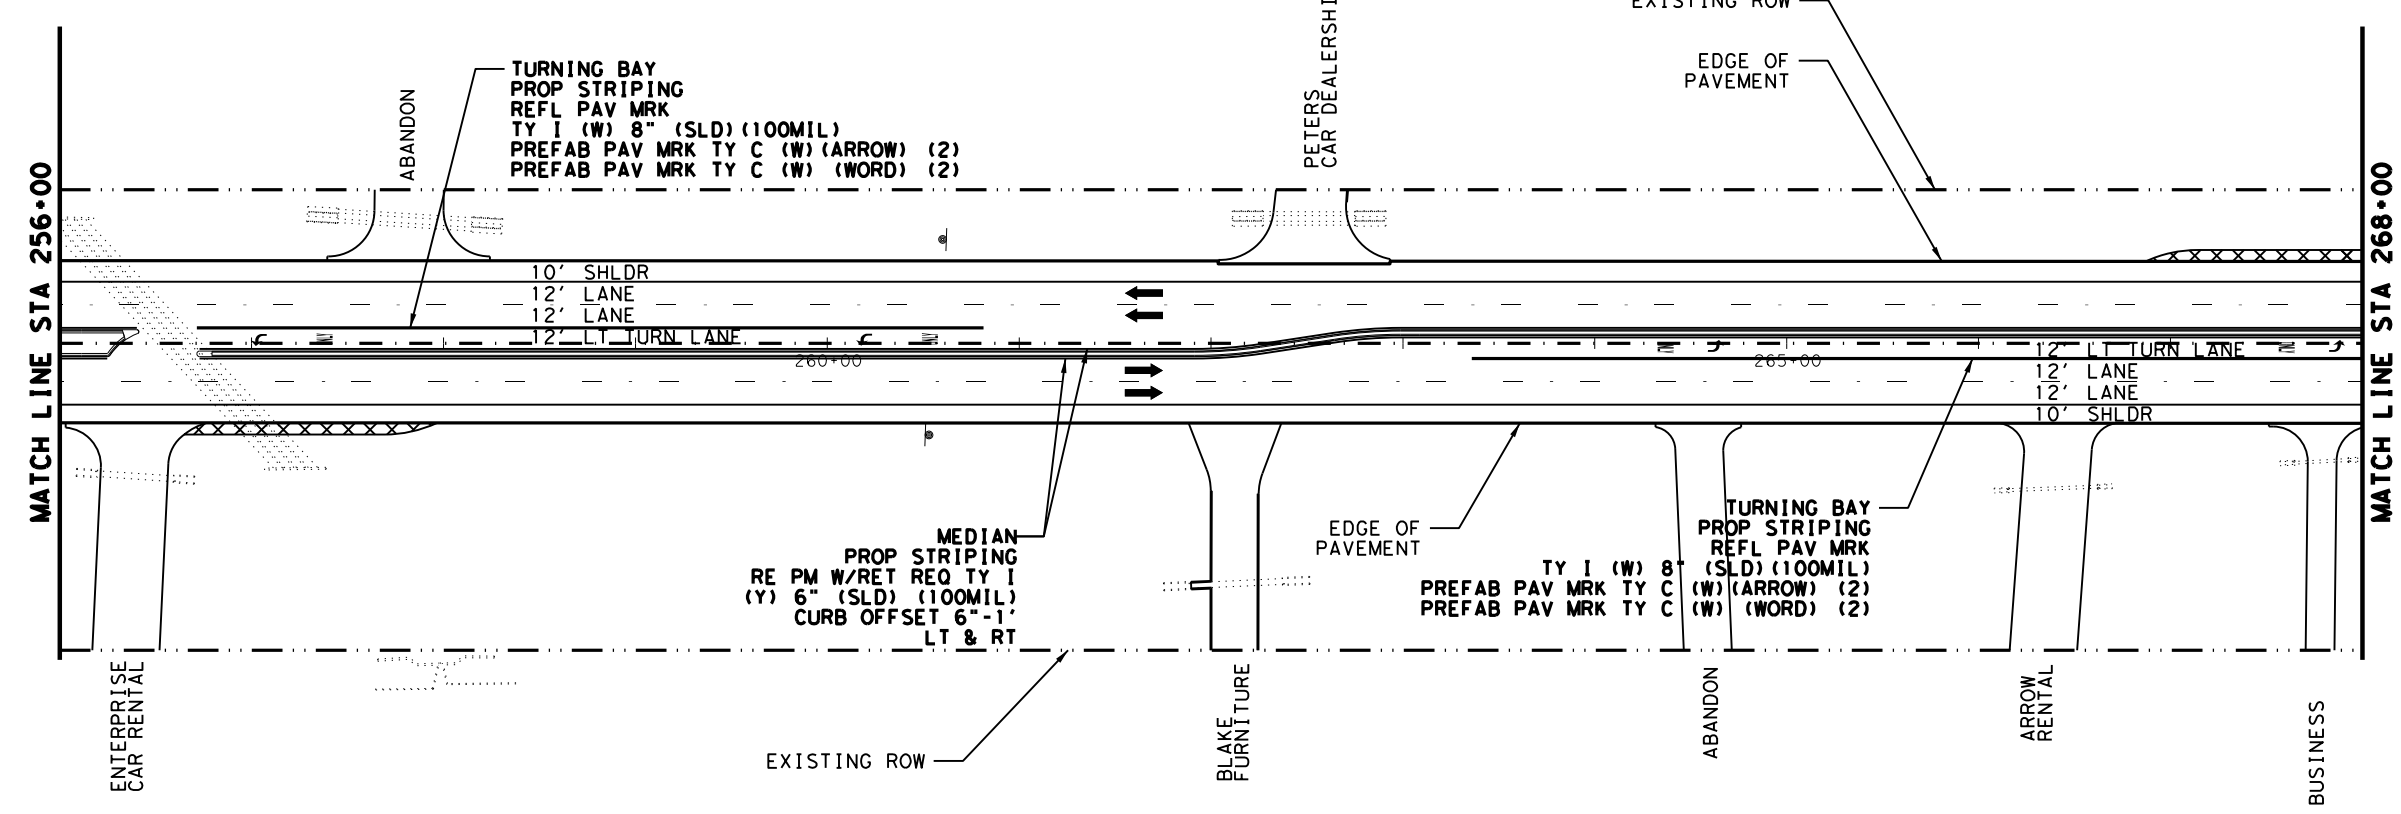 EXISTING ROW
EDGE OF
PAVEMENT
TURNING BAY
PROP STRIPING
REFL PAV MRK
TY I (W) 8" (SLD)(100MIL)
PREFAB PAV MRK TY C (W)(ARROW) (2)
PREFAB PAV MRK TY C (W) (WORD) (2)
ABANDON
PETERS
CAR DEALERSHI
MATCH LINE STA 256+00
MATCH LINE STA 268+00
10' SHLDR
12' LANE
12' LANE
12' LT TURN LANE
260+00
265+00
12' LT TURN LANE
12' LANE
12' LANE
10' SHLDR
MEDIAN
PROP STRIPING
RE PM W/RET REQ TY I
(Y) 6" (SLD) (100MIL)
CURB OFFSET 6"-1'
LT & RT
EDGE OF
PAVEMENT
TURNING BAY
PROP STRIPING
REFL PAV MRK
TY I (W) 8" (SLD)(100MIL)
PREFAB PAV MRK TY C (W)(ARROW) (2)
PREFAB PAV MRK TY C (W) (WORD) (2)
ENTERPRISE
CAR RENTAL
EXISTING ROW
BLAKE
FURNITURE
ABANDON
ARROW
RENTAL
BUSINESS